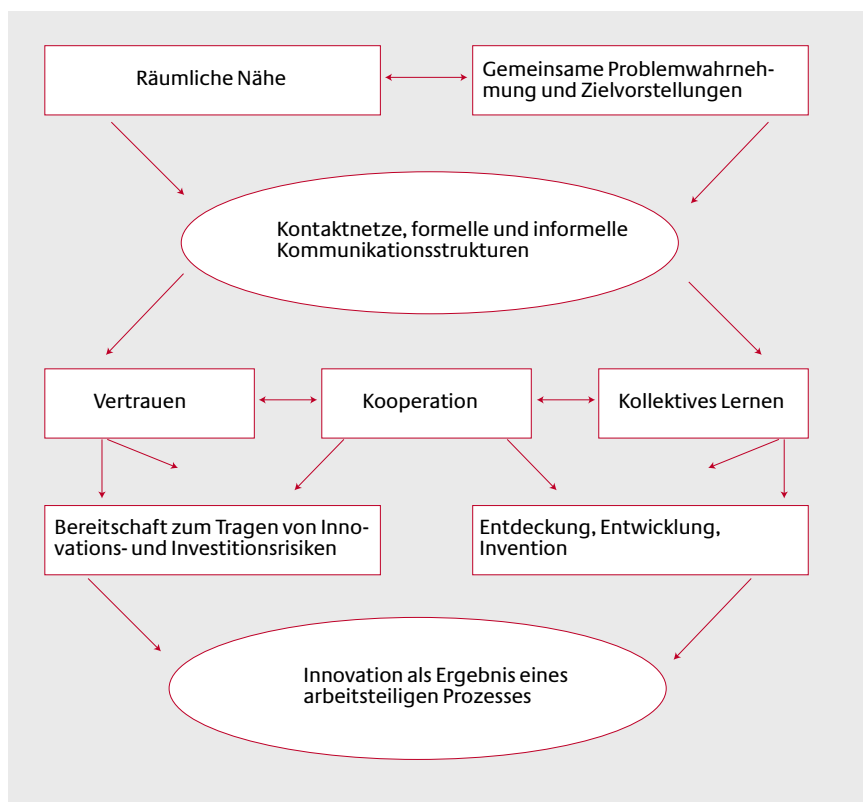 Räumliche Nähe
Gemeinsame Problemwahrneh-
mung und Zielvorstellungen
Kontaktnetze, formelle und informelle
Kommunikationsstrukturen
Vertrauen
Kooperation
Kollektives Lernen
Bereitschaft zum Tragen von Inno-
vations- und Investitionsrisiken
Entdeckung, Entwicklung,
Invention
Innovation als Ergebnis eines
arbeitsteiligen Prozesses